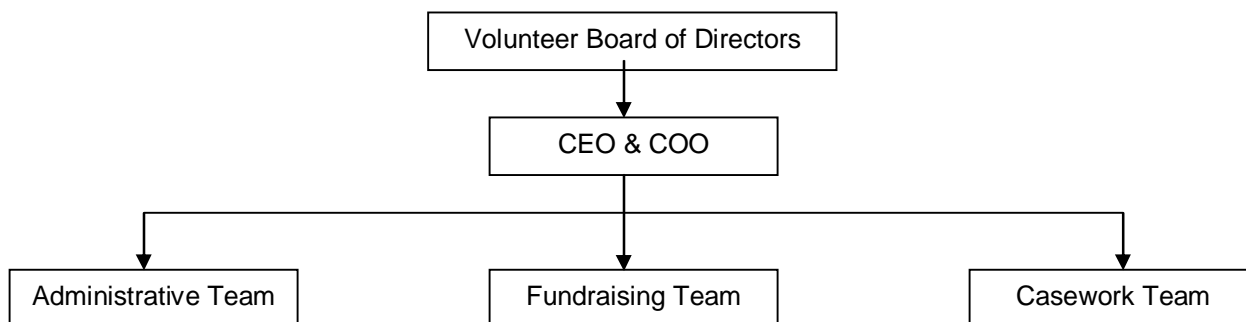 Volunteer Board of Directors
CEO & COO
Administrative Team
Fundraising Team
Casework Team